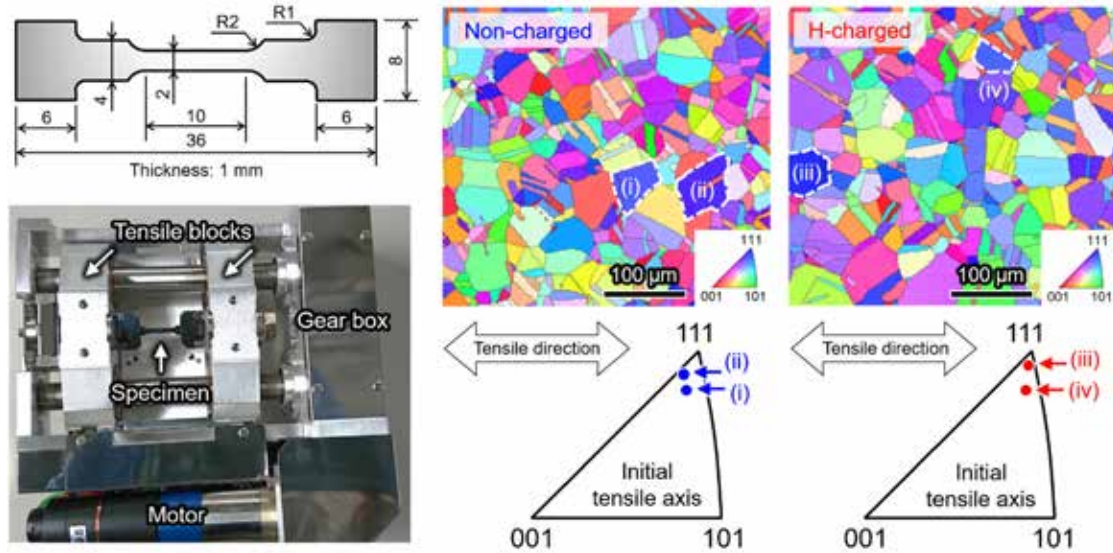 R2
R1
4
2
8
6
10
6
36
Thickness: 1 mm
Tensile blocks
Gear box
Specimen
Motor
Non-charged
(i)
(ii)
111
100 µm
001
101
H-charged
(iv)
(iii)
111
100 µm
001
101
Tensile direction
111
(ii)
(i)
Initial
tensile axis
001
101
Tensile direction
111
(iii)
(iv)
Initial
tensile axis
001
101